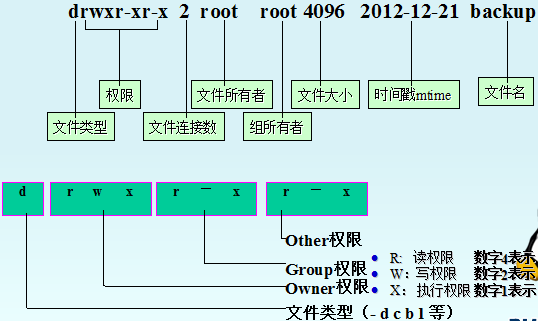 drwxr-xr-x 2 root root 4096 2012-12-21 backup
权限 文件所有者 文件大小 时间戳mtime 文件名
文件类型 文件连接数 组所有者
d r w x r — x r — x
Other权限
R: 读权限 数字4表示
Group权限
W: 写权限 数字2表示
Owner权限
X: 执行权限 数字1表示
文件类型 (- d c b l 等)